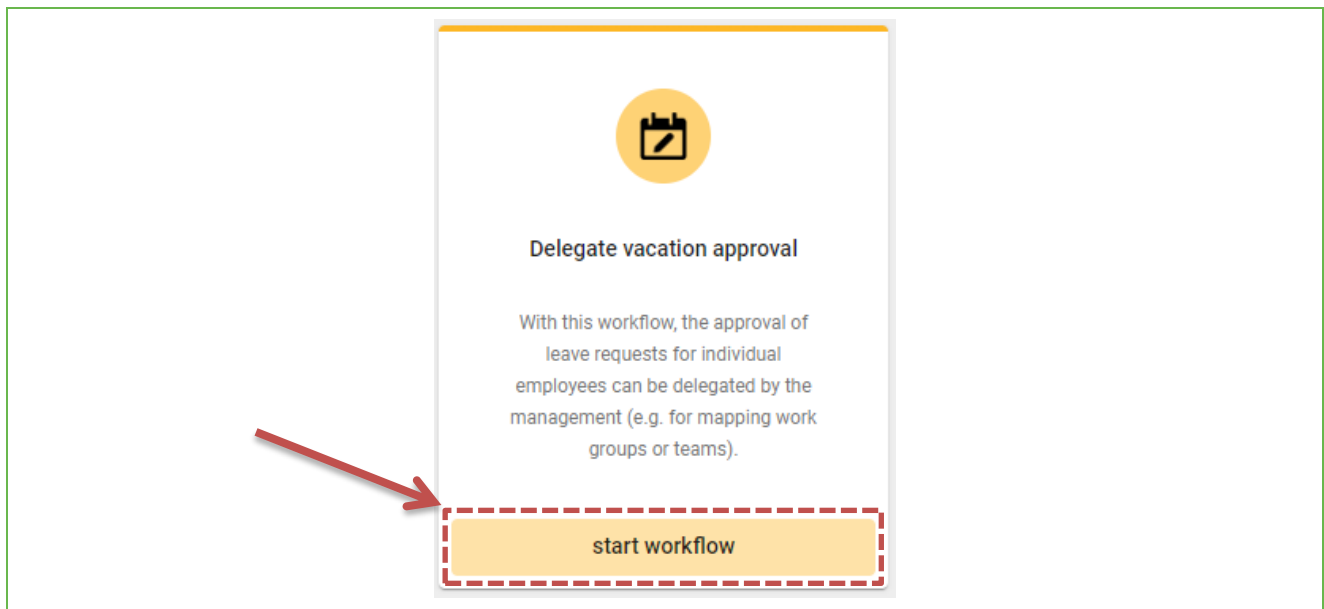 Delegate vacation approval
With this workflow, the approval of
leave requests for individual
employees can be delegated by the
management (e.g. for mapping work
groups or teams).
start workflow